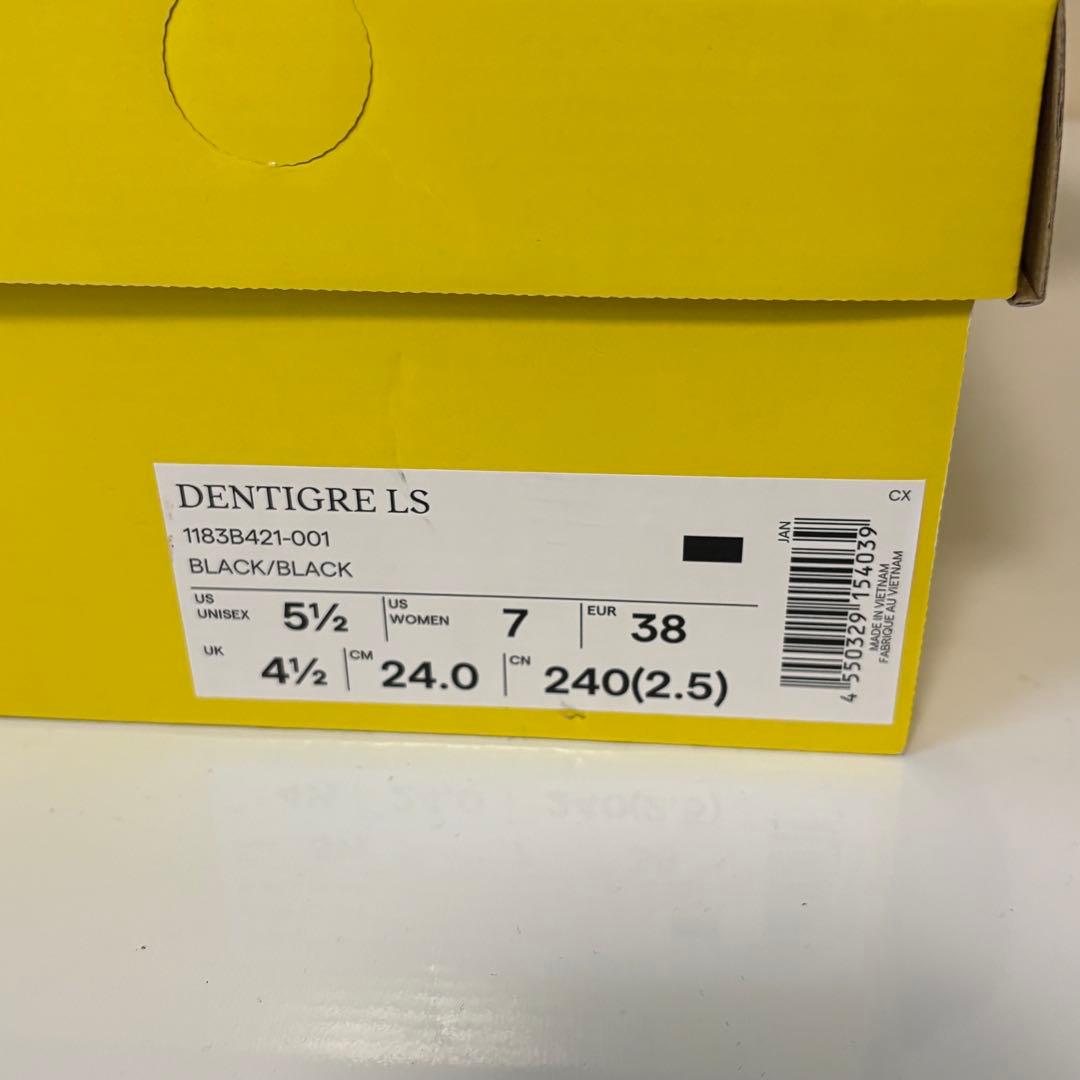 DENTIGRE LS
CX
1183B421-001
BLACK/BLACK
US UNISEX 5½ US WOMEN 7 EUR 38
UK 4½ CM 24.0 CN 240(2.5)
JAN
4 550329 154039
MADE IN VIETNAM
FABRIQUE AU VIETNAM